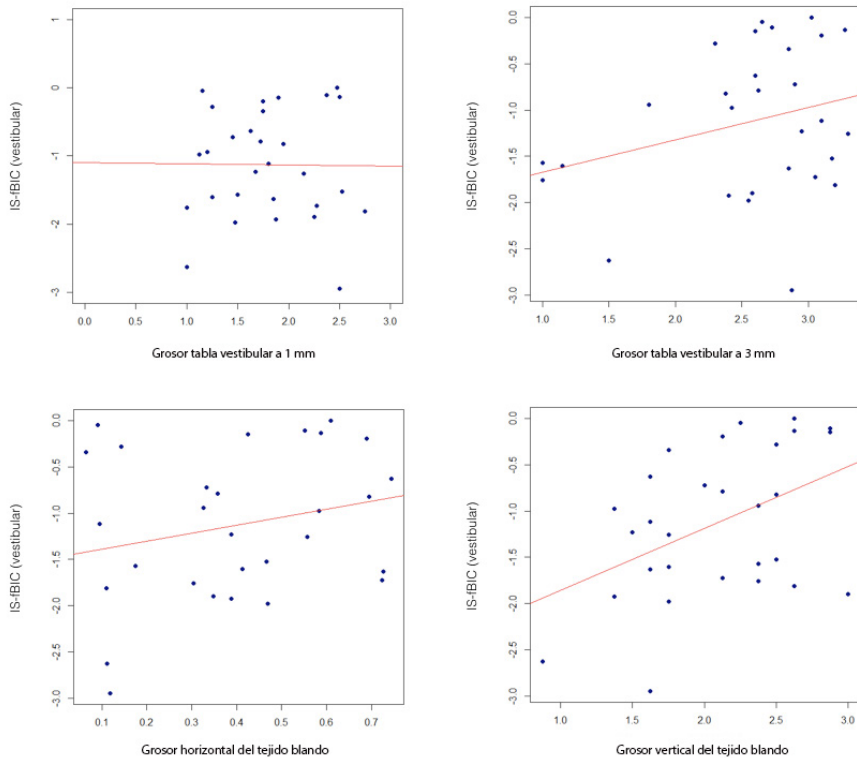 IS-fBIC (vestibular)
1
0
-1
-2
-3
0.0 0.5 1.0 1.5 2.0 2.5 3.0
Grosor tabla vestibular a 1 mm
IS-fBIC (vestibular)
0.0
-0.5
-1.0
-1.5
-2.0
-2.5
-3.0
1.0 1.5 2.0 2.5 3.0
Grosor tabla vestibular a 3 mm
IS-fBIC (vestibular)
0.0
-0.5
-1.0
-1.5
-2.0
-2.5
-3.0
0.1 0.2 0.3 0.4 0.5 0.6 0.7
Grosor horizontal del tejido blando
IS-fBIC (vestibular)
0.0
-0.5
-1.0
-1.5
-2.0
-2.5
-3.0
1.0 1.5 2.0 2.5 3.0
Grosor vertical del tejido blando